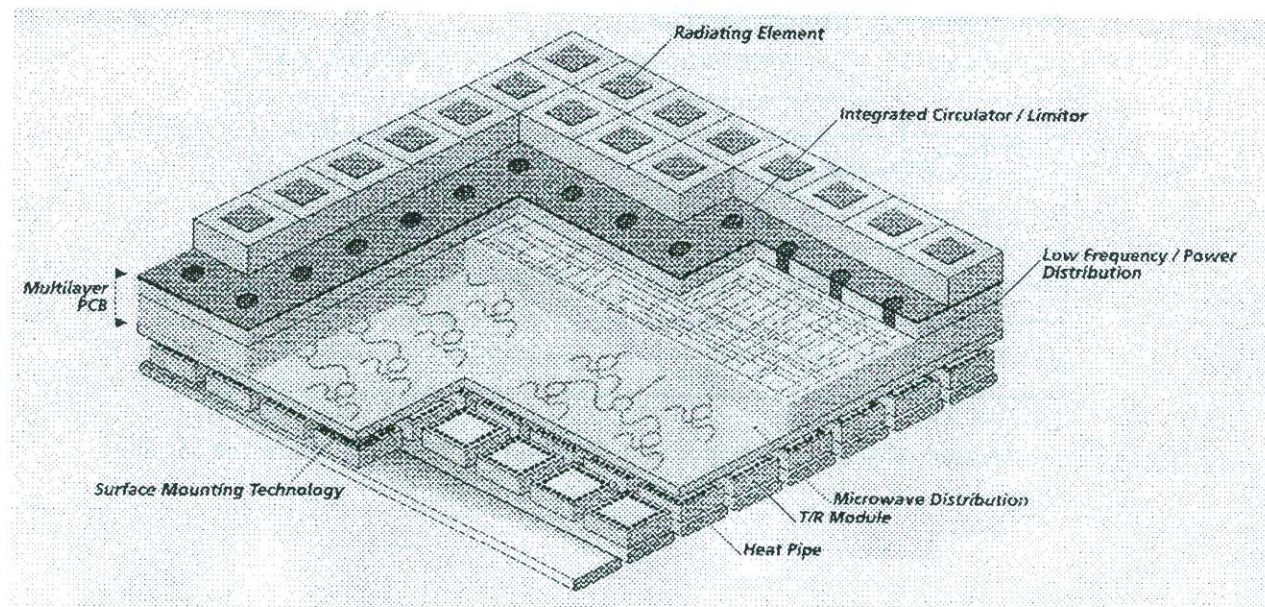 Radiating Element
Integrated Circulator / Limitor
Low Frequency / Power
Distribution
Multilayer
PCB
Surface Mounting Technology
Microwave Distribution
T/R Module
Heat Pipe